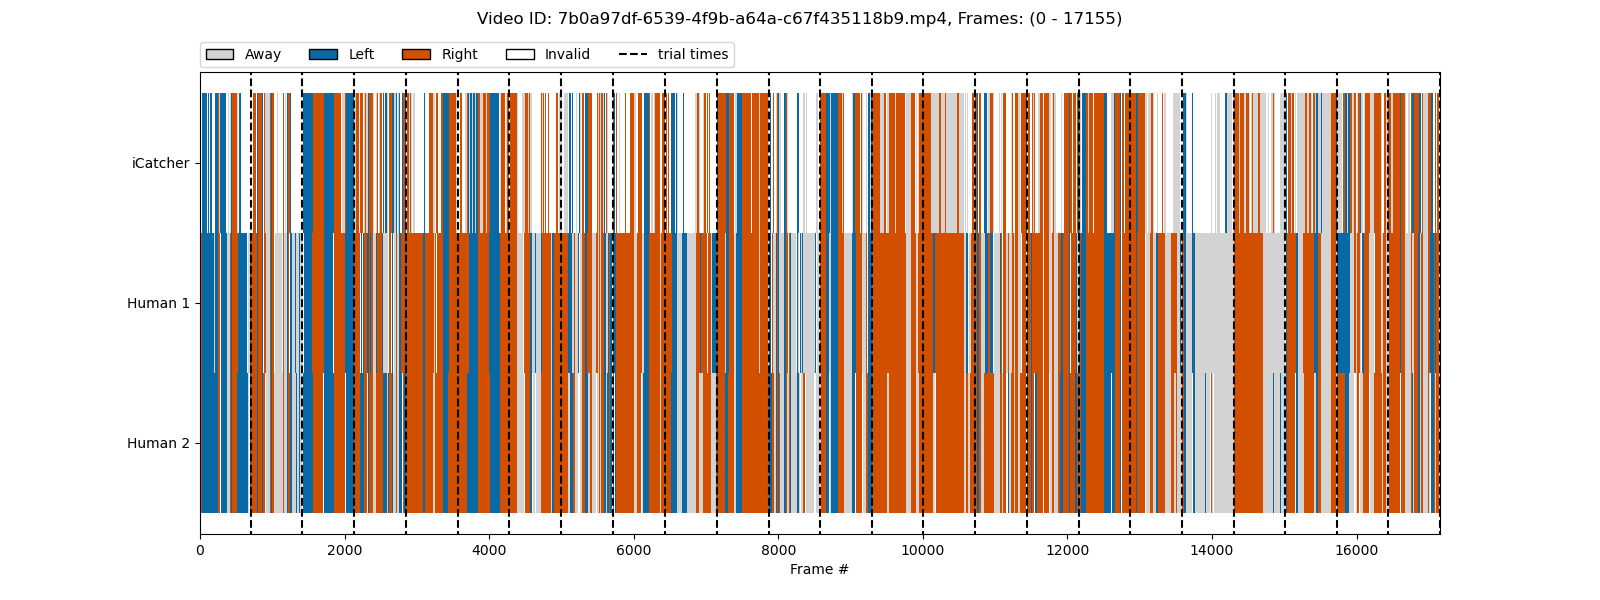 Video ID: 7b0a97df-6539-4f9b-a64a-c67f435118b9.mp4, Frames: (0 - 17155)
Away Left Right Invalid trial times
iCatcher
Human 1
Human 2
0 2000 4000 6000 8000 10000 12000 14000 16000
Frame #